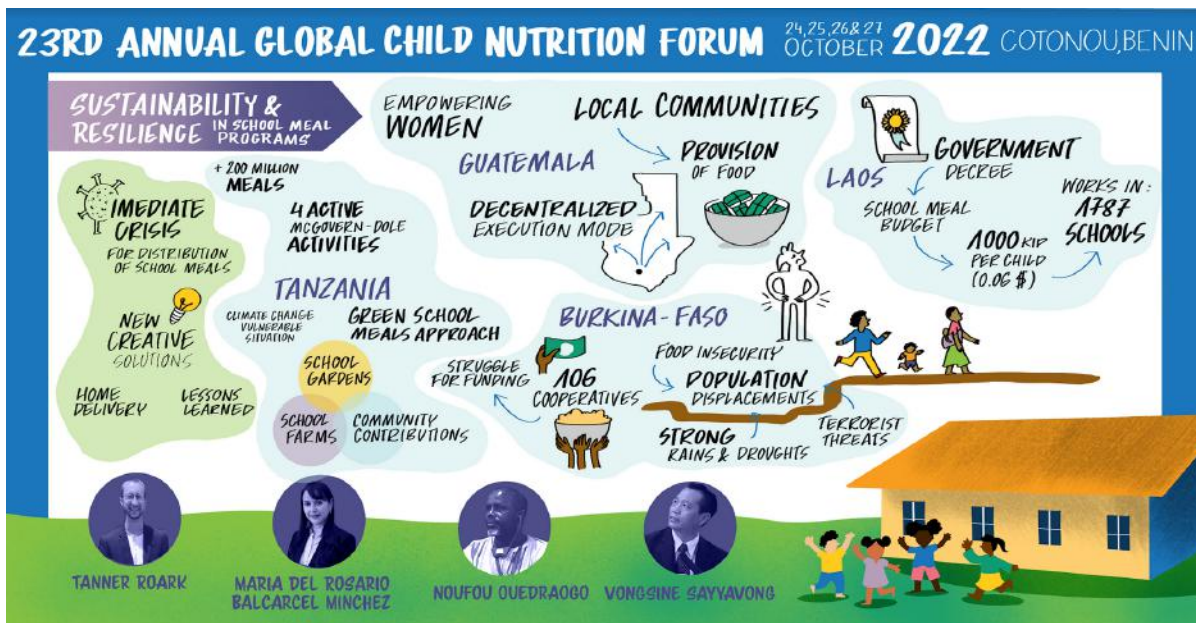 23RD ANNUAL GLOBAL CHILD NUTRITION FORUM
24,25,26&27
OCTOBER
2022
COTONOU,BENIN
SUSTAINABILITY &
RESILIENCE
IN SCHOOL MEAL
PROGRAMS
IMEDIATE
CRISIS
FOR DISTRIBUTION
OF SCHOOL MEALS
NEW
CREATIVE
SOLUTIONS
HOME
DELIVERY
LESSONS
LEARNED
+ 200 MILLION
MEALS
4 ACTIVE
MCGOVERN-DOLE
ACTIVITIES
TANZANIA
CLIMATE CHANGE
VULNERABLE
SITUATION
GREEN SCHOOL
MEALS APPROACH
SCHOOL
GARDENS
SCHOOL
FARMS
COMMUNITY
CONTRIBUTIONS
EMPOWERING
WOMEN
LOCAL COMMUNITIES
GUATEMALA
PROVISION
OF FOOD
DECENTRALIZED
EXECUTION MODE
BURKINA-FASO
STRUGGLE
FOR FUNDING
106
COOPERATIVES
FOOD INSECURITY
POPULATION
DISPLACEMENTS
STRONG
RAINS & DROUGHTS
TERRORIST
THREATS
LAOS
GOVERNMENT
DECREE
SCHOOL MEAL
BUDGET
1000 KID
PER CHILD
(0.06 $)
WORKS IN:
1787
SCHOOLS
TANNER ROARK
MARIA DEL ROSARIO
BALCARCEL MINCHEZ
NOUFOU OUEDRAOGO
VONGSINE SAYYAVONG